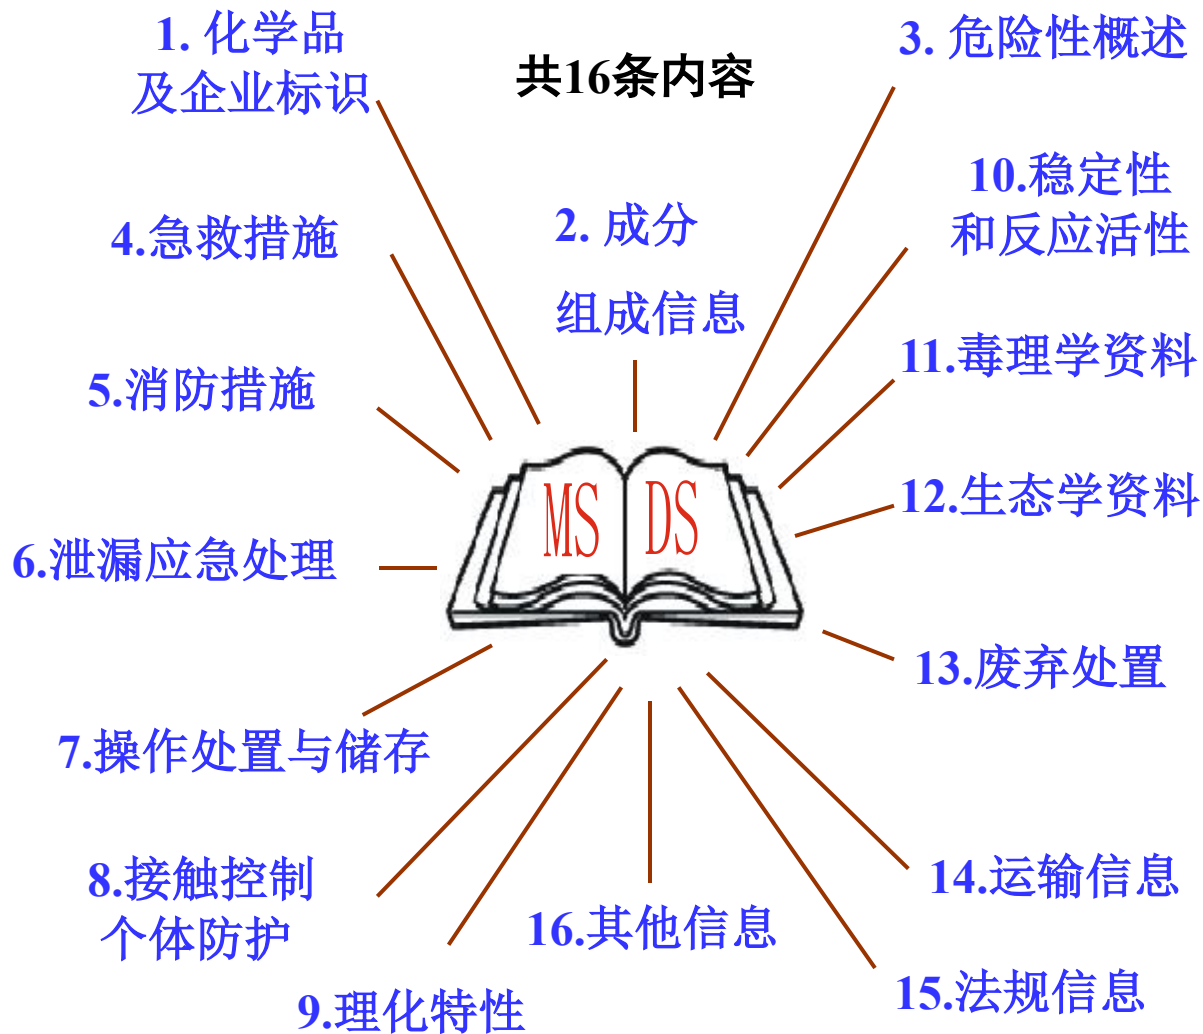 共16条内容
1. 化学品
及企业标识
2. 成分
组成信息
3. 危险性概述
4.急救措施
5.消防措施
6.泄漏应急处理
7.操作处置与储存
8.接触控制
个体防护
9.理化特性
10.稳定性
和反应活性
11.毒理学资料
12.生态学资料
13.废弃处置
14.运输信息
15.法规信息
16.其他信息
MS DS